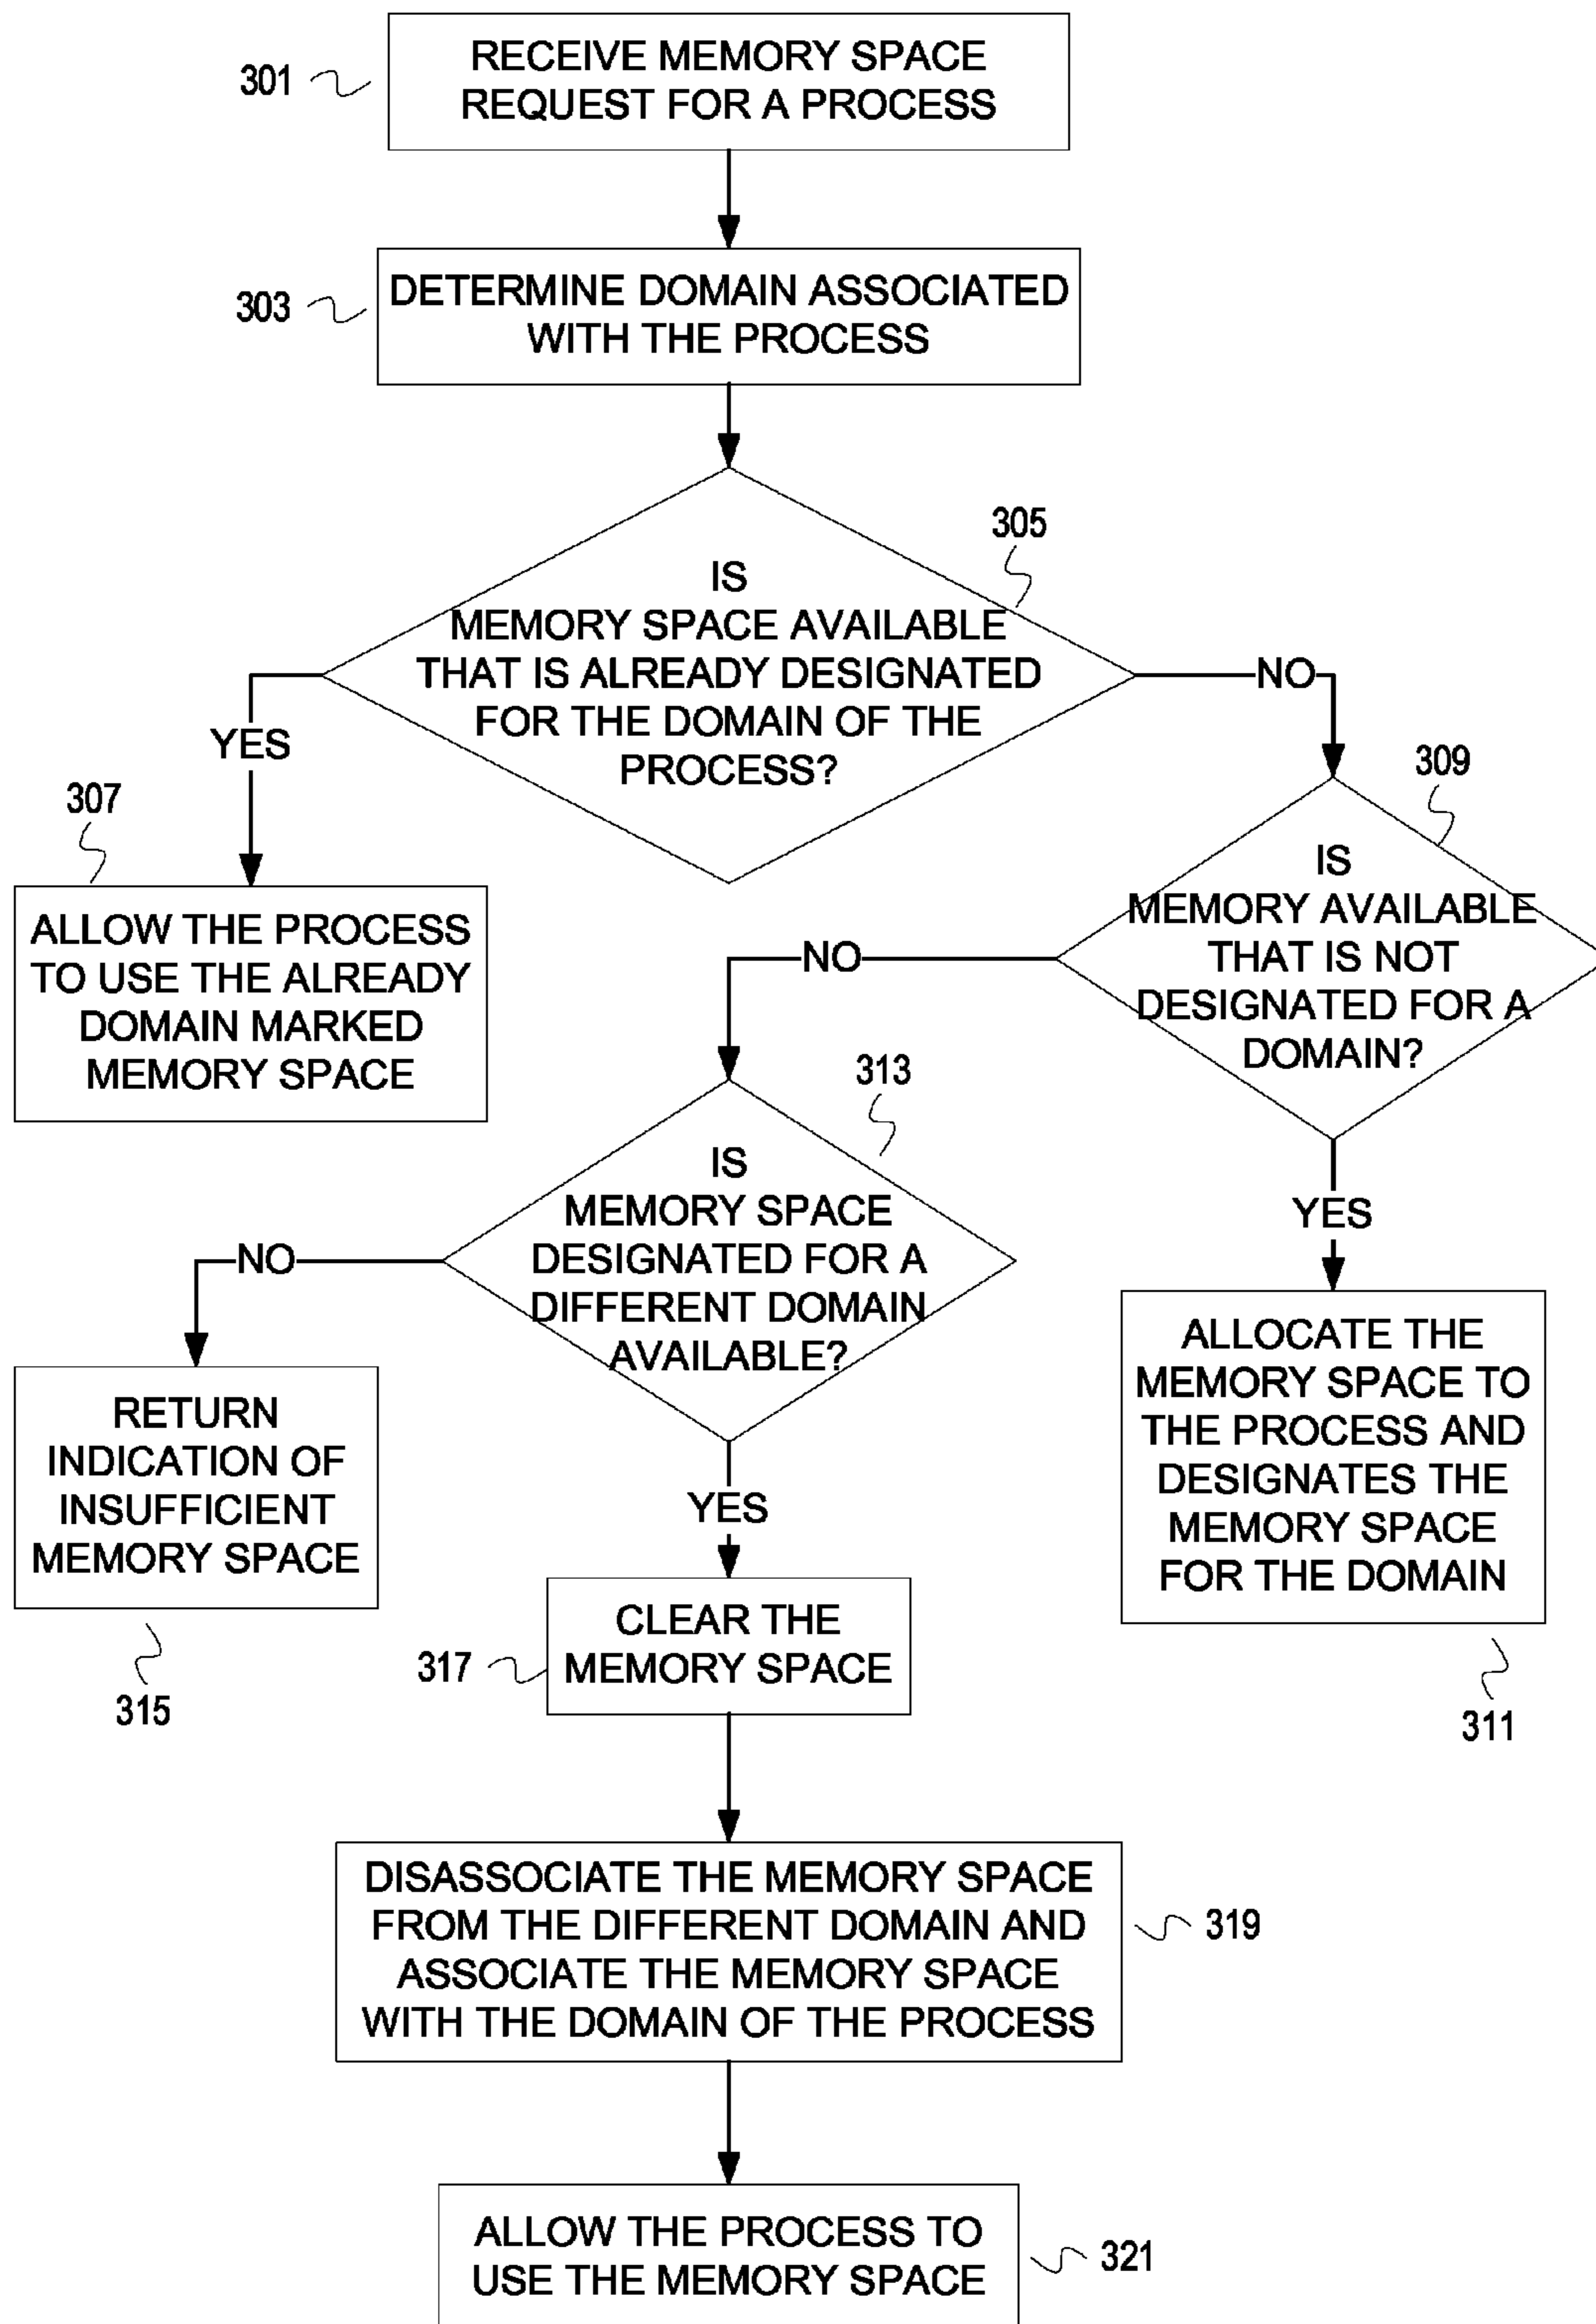 301
RECEIVE MEMORY SPACE
REQUEST FOR A PROCESS
303
DETERMINE DOMAIN ASSOCIATED
WITH THE PROCESS
305
IS
MEMORY SPACE AVAILABLE
THAT IS ALREADY DESIGNATED
FOR THE DOMAIN OF THE
PROCESS?
YES
NO
307
ALLOW THE PROCESS
TO USE THE ALREADY
DOMAIN MARKED
MEMORY SPACE
309
IS
MEMORY AVAILABLE
THAT IS NOT
DESIGNATED FOR A
DOMAIN?
NO
YES
313
IS
MEMORY SPACE
DESIGNATED FOR A
DIFFERENT DOMAIN
AVAILABLE?
NO
YES
ALLOCATE THE
MEMORY SPACE TO
THE PROCESS AND
DESIGNATES THE
MEMORY SPACE
FOR THE DOMAIN
311
RETURN
INDICATION OF
INSUFFICIENT
MEMORY SPACE
315
317
CLEAR THE
MEMORY SPACE
DISASSOCIATE THE MEMORY SPACE
FROM THE DIFFERENT DOMAIN AND
ASSOCIATE THE MEMORY SPACE
WITH THE DOMAIN OF THE PROCESS
319
ALLOW THE PROCESS TO
USE THE MEMORY SPACE
321